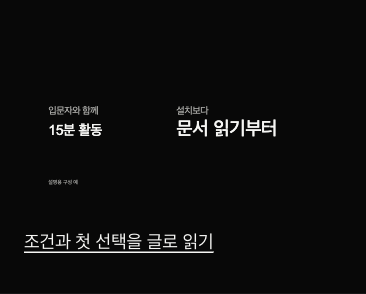 입문자와 함께
15분 활동
설치보다
문서 읽기부터
설명용 구성 예
조건과 첫 선택을 글로 읽기